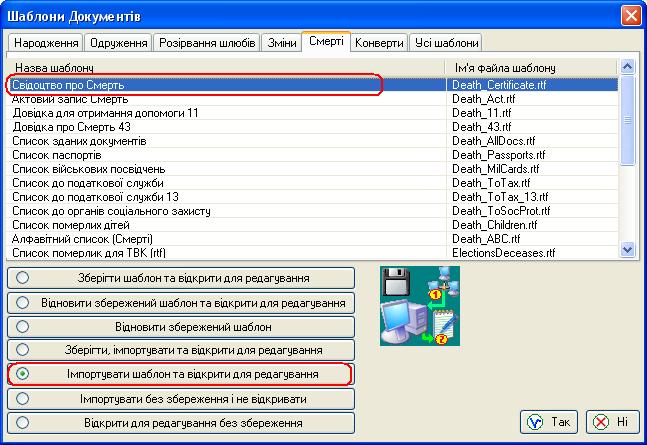 Шаблони Документів
Народження Одруження Розірвання шлюбів Зміни Смерті Конверти Усі шаблони
Назва шаблону Ім'я Файла шаблону
Свідоцтво про Смерть Death_Certificate.rtf
Актовий запис Смерть Death_Act.rtf
Довідка для отримання допомоги 11 Death_11.rtf
Довідка про Смерть 43 Death_43.rtf
Список зданих документів Death_AllDocs.rtf
Список паспортів Death_Passports.rtf
Список військових посвідчень Death_MilCards.rtf
Список до податкової служби Death_ToTax.rtf
Список до податкової служби 13 Death_ToTax_13.rtf
Список до органів соціального захисту Death_ToSocProt.rtf
Список померлих дітей Death_Children.rtf
Алфавітний список (Смерті) Death_ABC.rtf
Список померлик для ТВК (rtf) ElectionsDeceases.rtf
Зберігти шаблон та відкрити для редагування
Відновити збережений шаблон та відкрити для редагування
Відновити збережений шаблон
Зберігти, імпортувати та відкрити для редагування
Імпортувати шаблон та відкрити для редагування
Імпортувати без збереження і не відкривати
Відкрити для редагування без збереження
1
2
Так Ні